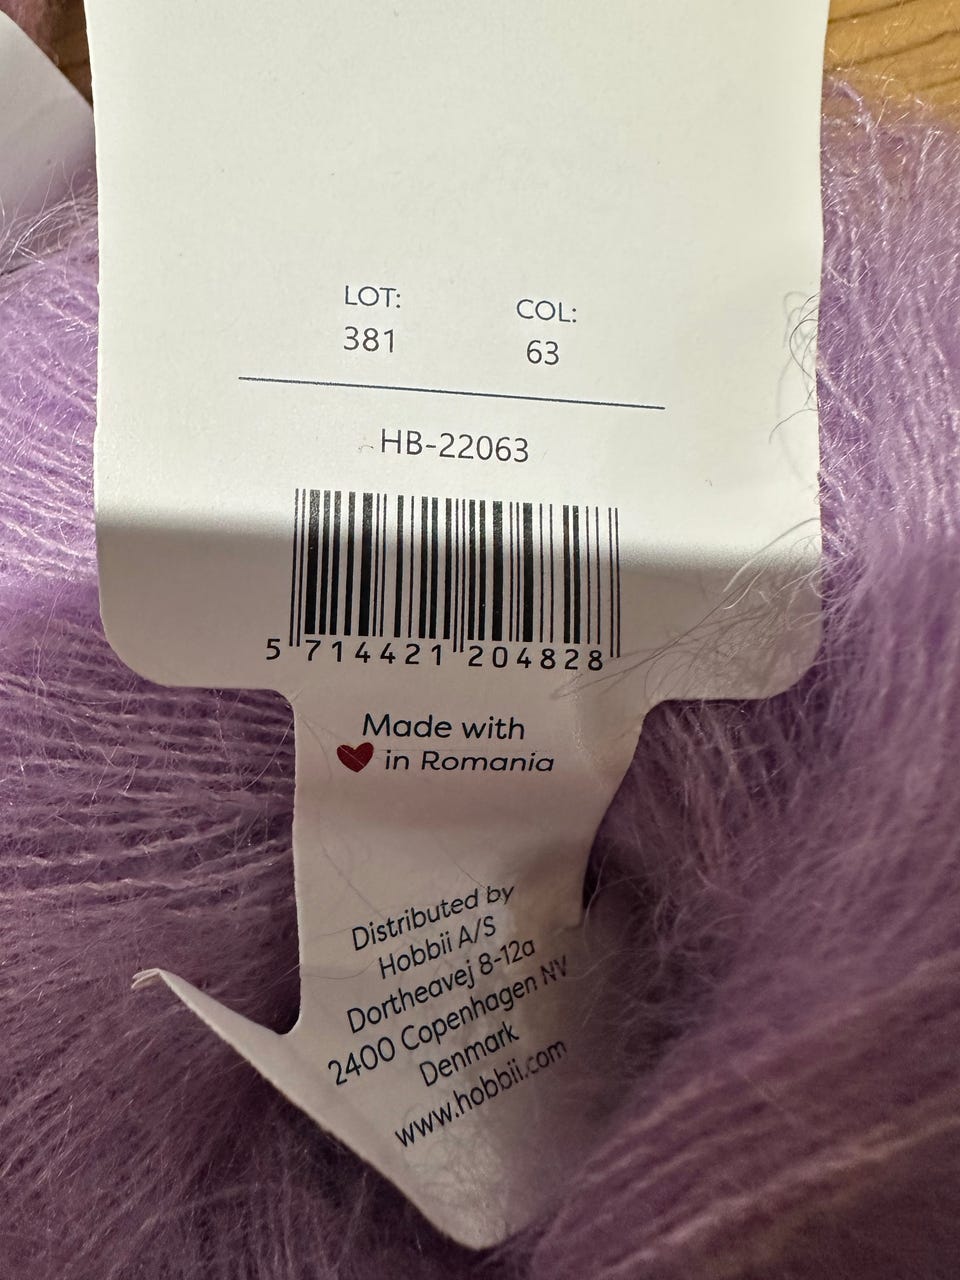 LOT: COL:
381 63
HB-22063
5 714421 204828
Made with
❤ in Romania
Distributed by
Hobbii A/S
Dortheavej 8-12a
2400 Copenhagen NV
Denmark
www.hobbii.com